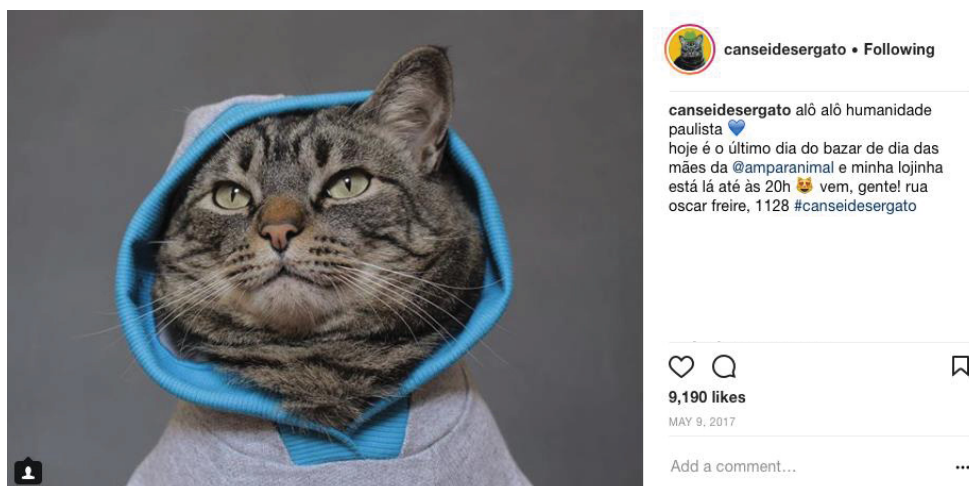 canseidesergato • Following
canseidesergato alô alô humanidade
paulista 💙
hoje é o último dia do bazar de dia das
mães da @amparanimal e minha lojinha
está lá até às 20h 😻 vem, gente! rua
oscar freire, 1128 #canseidesergato
9,190 likes
MAY 9, 2017
Add a comment...